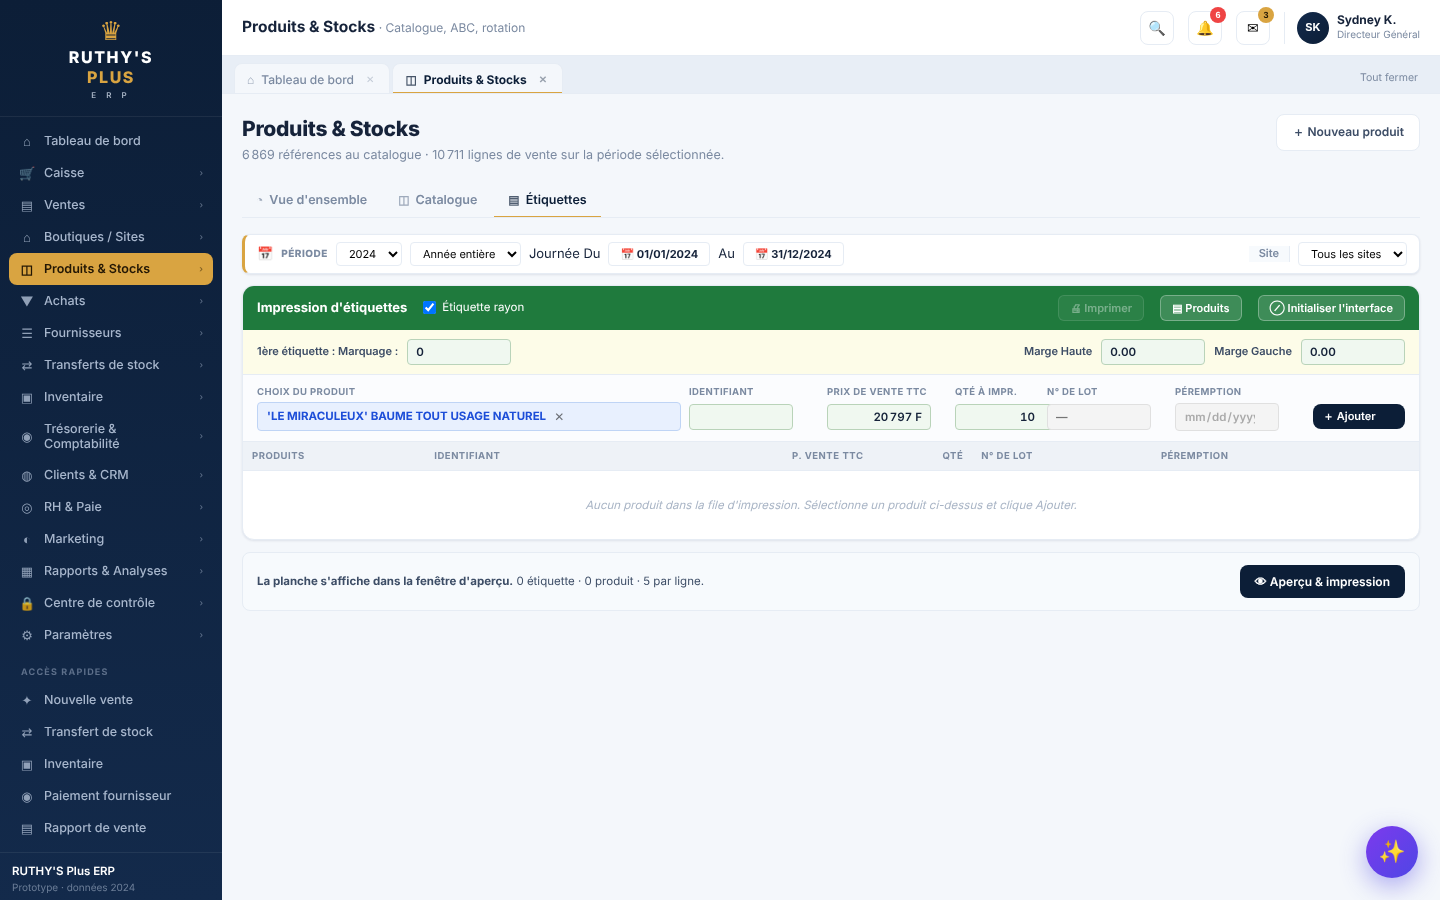 RUTHY'S
PLUS
ERP
Tableau de bord
Caisse
Ventes
Boutiques / Sites
Produits & Stocks
Achats
Fournisseurs
Transferts de stock
Inventaire
Trésorerie &
Comptabilité
Clients & CRM
RH & Paie
Marketing
Rapports & Analyses
Centre de contrôle
Paramètres
ACCÈS RAPIDES
Nouvelle vente
Transfert de stock
Inventaire
Paiement fournisseur
Rapport de vente
RUTHY'S Plus ERP
Prototype · données 2024
Produits & Stocks · Catalogue, ABC, rotation
6
3
SK
Sydney K.
Directeur Général
Tableau de bord ×
Produits & Stocks ×
Tout fermer
Produits & Stocks
6 869 références au catalogue · 10 711 lignes de vente sur la période sélectionnée.
+ Nouveau produit
Vue d'ensemble
Catalogue
Étiquettes
PÉRIODE 2024 Année entière Journée Du 01/01/2024 Au 31/12/2024 Site Tous les sites
Impression d'étiquettes Étiquette rayon Imprimer Produits Initialiser l'interface
1ère étiquette : Marquage : 0 Marge Haute 0.00 Marge Gauche 0.00
CHOIX DU PRODUIT IDENTIFIANT PRIX DE VENTE TTC QTÉ À IMPR. N° DE LOT PÉREMPTION
'LE MIRACULEUX' BAUME TOUT USAGE NATUREL × 20 797 F 10 — mm/dd/yyyy + Ajouter
PRODUITS IDENTIFIANT P. VENTE TTC QTÉ N° DE LOT PÉREMPTION
Aucun produit dans la file d'impression. Sélectionne un produit ci-dessus et clique Ajouter.
La planche s'affiche dans la fenêtre d'aperçu. 0 étiquette · 0 produit · 5 par ligne.
Aperçu & impression